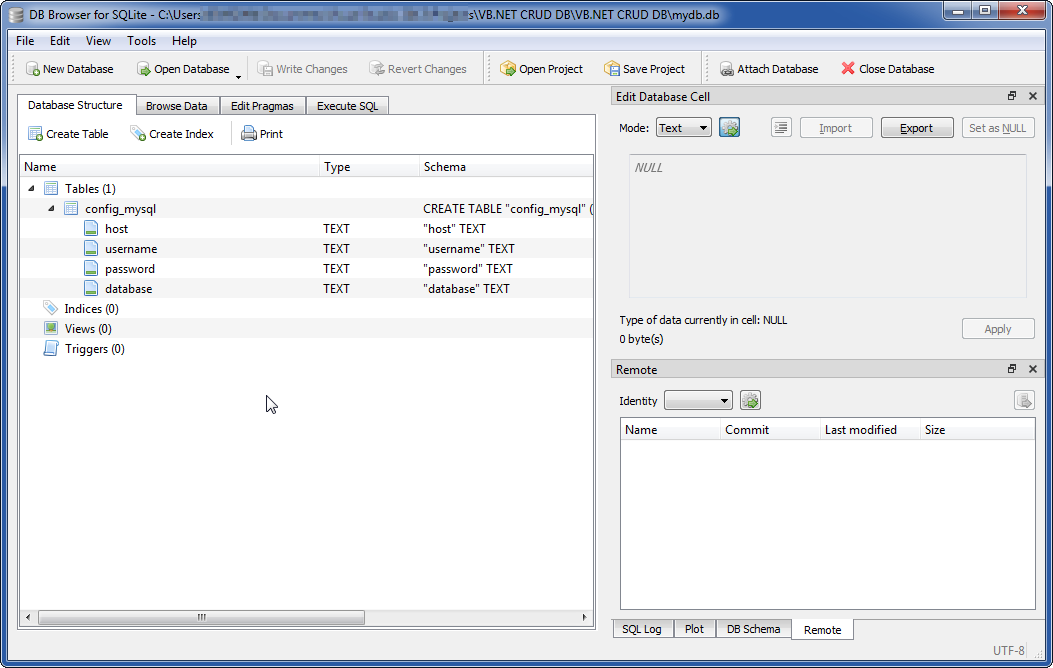 DB Browser for SQLite - C:\Users \VB.NET CRUD DB\VB.NET CRUD DB\mydb.db
File Edit View Tools Help
New Database Open Database Write Changes Revert Changes Open Project Save Project Attach Database Close Database
Database Structure Browse Data Edit Pragmas Execute SQL
Create Table Create Index Print
Name Type Schema
Tables (1)
config_mysql CREATE TABLE "config_mysql" (
host TEXT "host" TEXT
username TEXT "username" TEXT
password TEXT "password" TEXT
database TEXT "database" TEXT
Indices (0)
Views (0)
Triggers (0)
Edit Database Cell
Mode: Text Import Export Set as NULL
NULL
Type of data currently in cell: NULL
0 byte(s)
Apply
Remote
Identity
Name Commit Last modified Size
SQL Log Plot DB Schema Remote
UTF-8